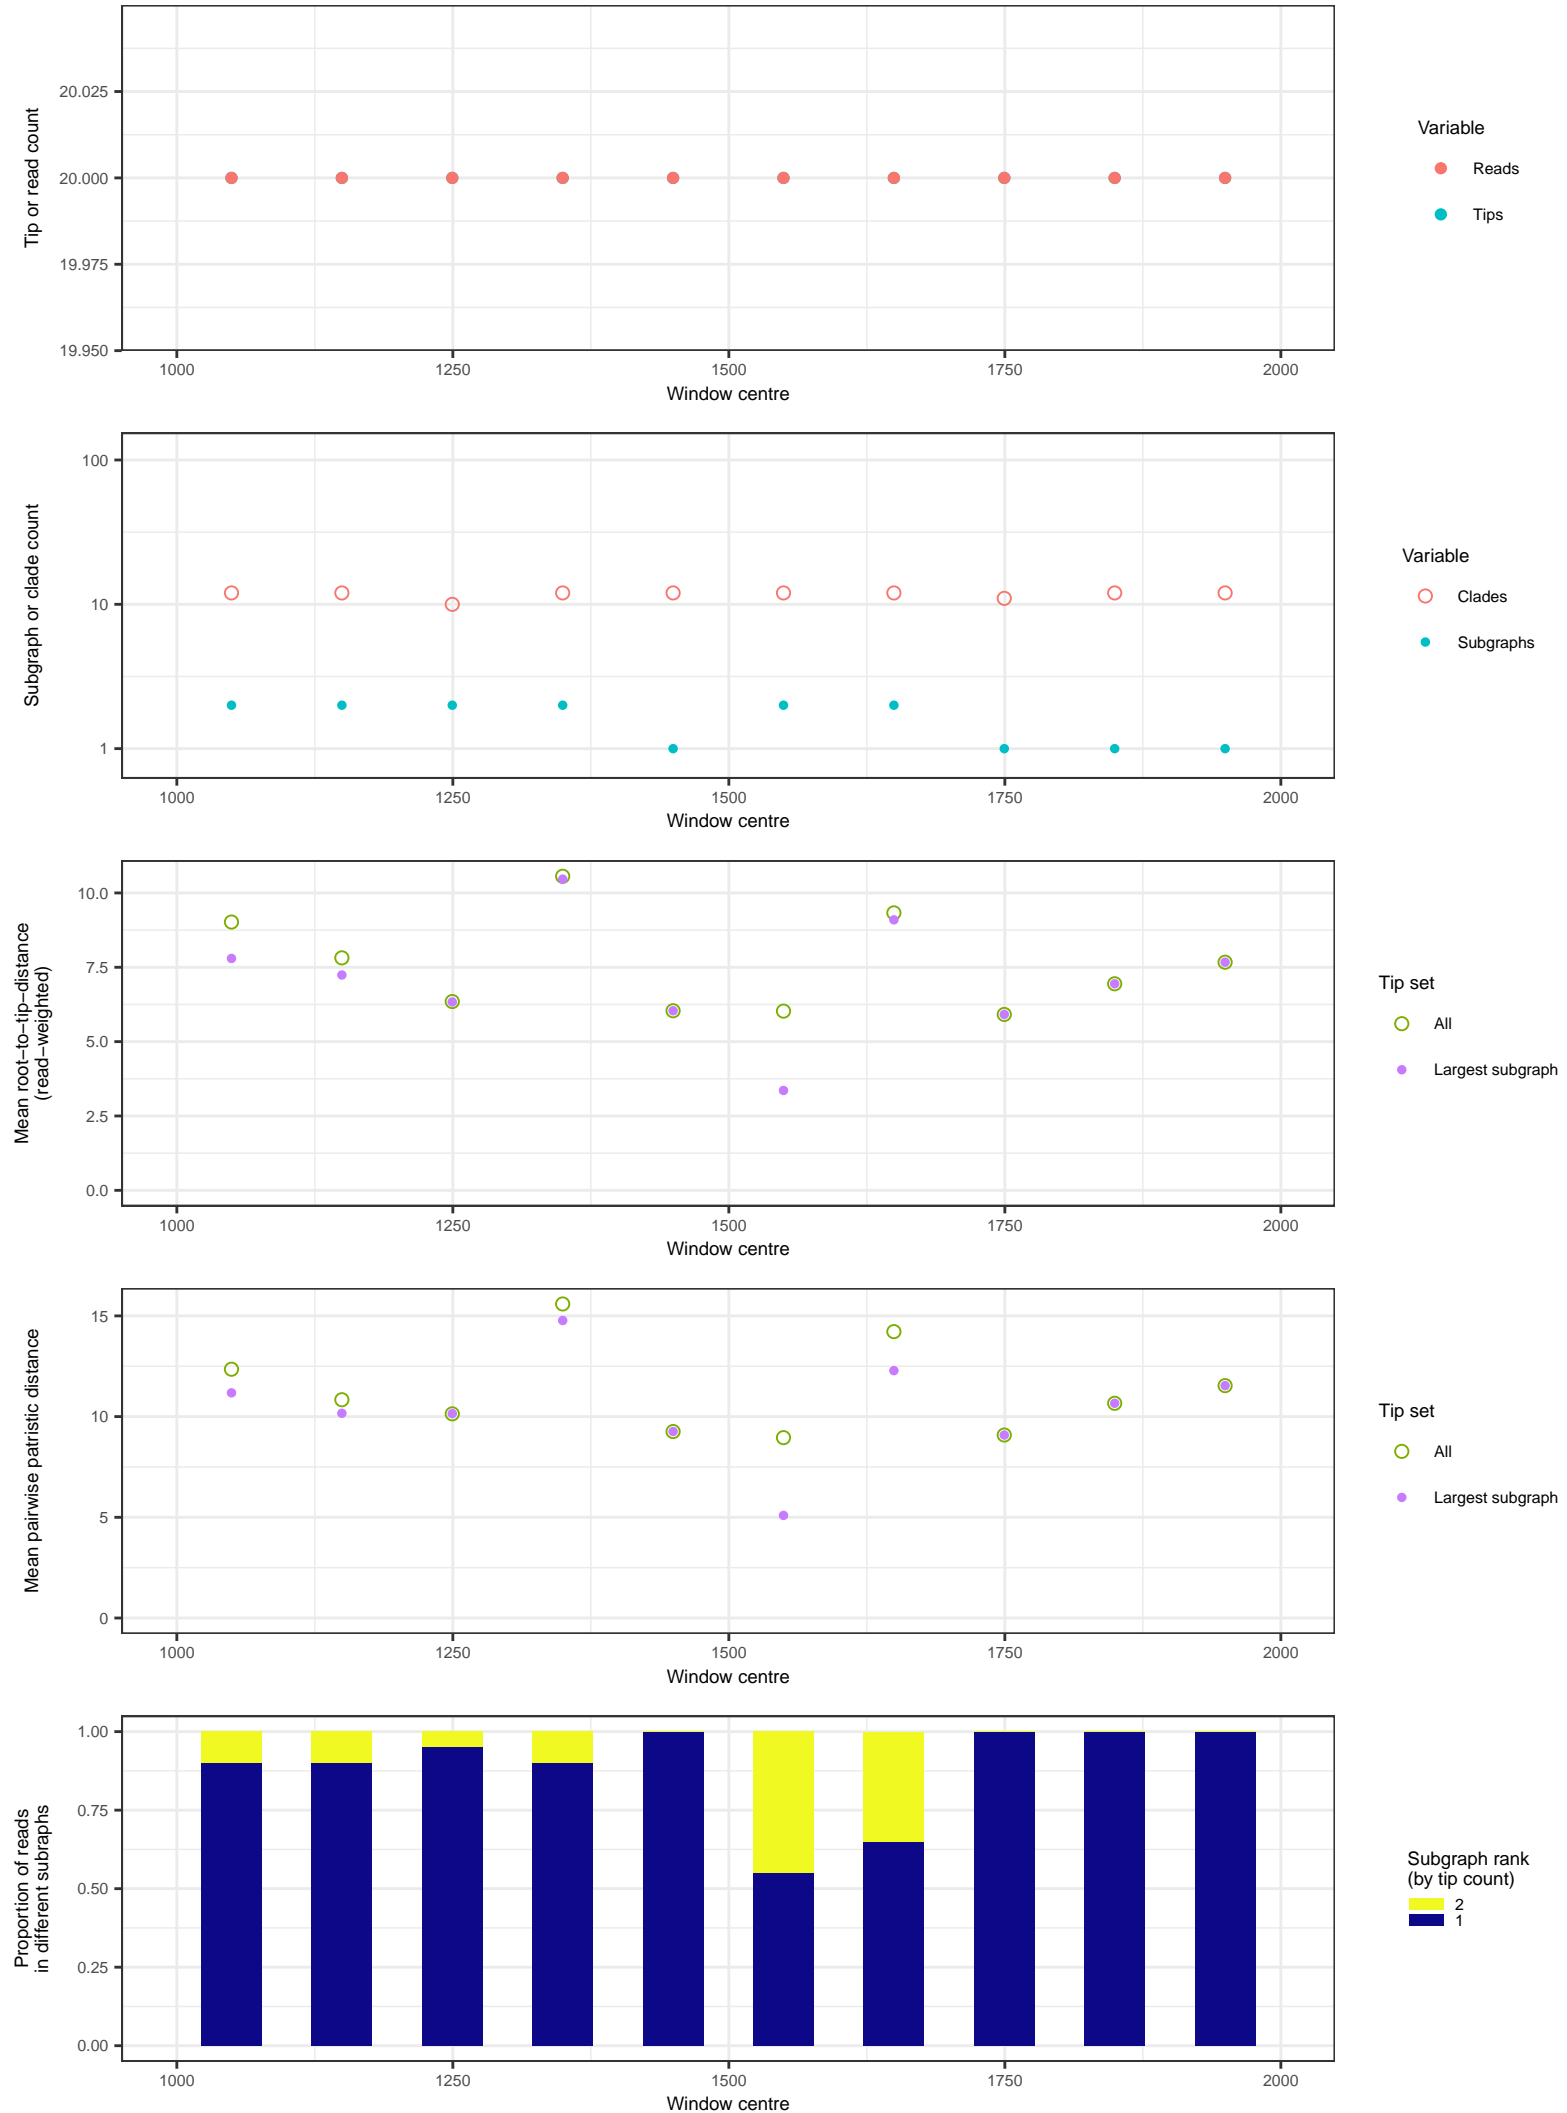 Tip or read count
20.025
20.000
19.975
19.950
1000
1250
1500
1750
2000
Window centre
Variable
Reads
Tips
Subgraph or clade count
100
10
1
1000
1250
1500
1750
2000
Window centre
Variable
Clades
Subgraphs
Mean root−to−tip−distance
(read−weighted)
10.0
7.5
5.0
2.5
0.0
1000
1250
1500
1750
2000
Window centre
Tip set
All
Largest subgraph
Mean pairwise patristic distance
15
10
5
0
1000
1250
1500
1750
2000
Window centre
Tip set
All
Largest subgraph
Proportion of reads
in different subraphs
1.00
0.75
0.50
0.25
0.00
1000
1250
1500
1750
2000
Window centre
Subgraph rank
(by tip count)
2
1